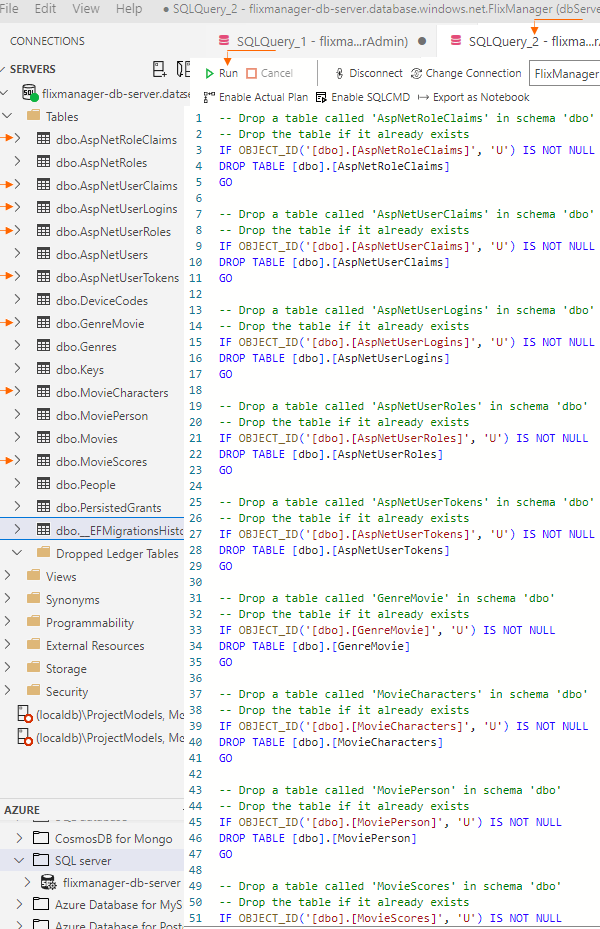 File Edit View Help ● SQLQuery_2 - flixmanager-db-server.database.windows.net.FlixManager (dbServe
CONNECTIONS
SQLQuery_1 - flixma...rAdmin) ●
SQLQuery_2 - flixma...r
SERVERS
Run Cancel Disconnect Change Connection FlixManager
flixmanager-db-server.datase
Enable Actual Plan Enable SQLCMD Export as Notebook
Tables
dbo.AspNetRoleClaims
dbo.AspNetRoles
dbo.AspNetUserClaims
dbo.AspNetUserLogins
dbo.AspNetUserRoles
dbo.AspNetUsers
dbo.AspNetUserTokens
dbo.DeviceCodes
dbo.GenreMovie
dbo.Genres
dbo.Keys
dbo.MovieCharacters
dbo.MoviePerson
dbo.Movies
dbo.MovieScores
dbo.People
dbo.PersistedGrants
dbo.__EFMigrationsHisto
Dropped Ledger Tables
Views
Synonyms
Programmability
External Resources
Storage
Security
(localdb)\ProjectModels, Mo
(localdb)\ProjectModels, Mo
AZURE
CosmosDB for Mongo
SQL server
flixmanager-db-server
Azure Database for MyS
Azure Database for Post
1 -- Drop a table called 'AspNetRoleClaims' in schema 'dbo'
2 -- Drop the table if it already exists
3 IF OBJECT_ID('[dbo].[AspNetRoleClaims]', 'U') IS NOT NULL
4 DROP TABLE [dbo].[AspNetRoleClaims]
5 GO
6
7 -- Drop a table called 'AspNetUserClaims' in schema 'dbo'
8 -- Drop the table if it already exists
9 IF OBJECT_ID('[dbo].[AspNetUserClaims]', 'U') IS NOT NULL
10 DROP TABLE [dbo].[AspNetUserClaims]
11 GO
12
13 -- Drop a table called 'AspNetUserLogins' in schema 'dbo'
14 -- Drop the table if it already exists
15 IF OBJECT_ID('[dbo].[AspNetUserLogins]', 'U') IS NOT NULL
16 DROP TABLE [dbo].[AspNetUserLogins]
17 GO
18
19 -- Drop a table called 'AspNetUserRoles' in schema 'dbo'
20 -- Drop the table if it already exists
21 IF OBJECT_ID('[dbo].[AspNetUserRoles]', 'U') IS NOT NULL
22 DROP TABLE [dbo].[AspNetUserRoles]
23 GO
24
25 -- Drop a table called 'AspNetUserTokens' in schema 'dbo'
26 -- Drop the table if it already exists
27 IF OBJECT_ID('[dbo].[AspNetUserTokens]', 'U') IS NOT NULL
28 DROP TABLE [dbo].[AspNetUserTokens]
29 GO
30
31 -- Drop a table called 'GenreMovie' in schema 'dbo'
32 -- Drop the table if it already exists
33 IF OBJECT_ID('[dbo].[GenreMovie]', 'U') IS NOT NULL
34 DROP TABLE [dbo].[GenreMovie]
35 GO
36
37 -- Drop a table called 'MovieCharacters' in schema 'dbo'
38 -- Drop the table if it already exists
39 IF OBJECT_ID('[dbo].[MovieCharacters]', 'U') IS NOT NULL
40 DROP TABLE [dbo].[MovieCharacters]
41 GO
42
43 -- Drop a table called 'MoviePerson' in schema 'dbo'
44 -- Drop the table if it already exists
45 IF OBJECT_ID('[dbo].[MoviePerson]', 'U') IS NOT NULL
46 DROP TABLE [dbo].[MoviePerson]
47 GO
48
49 -- Drop a table called 'MovieScores' in schema 'dbo'
50 -- Drop the table if it already exists
51 IF OBJECT_ID('[dbo].[MovieScores]', 'U') IS NOT NULL